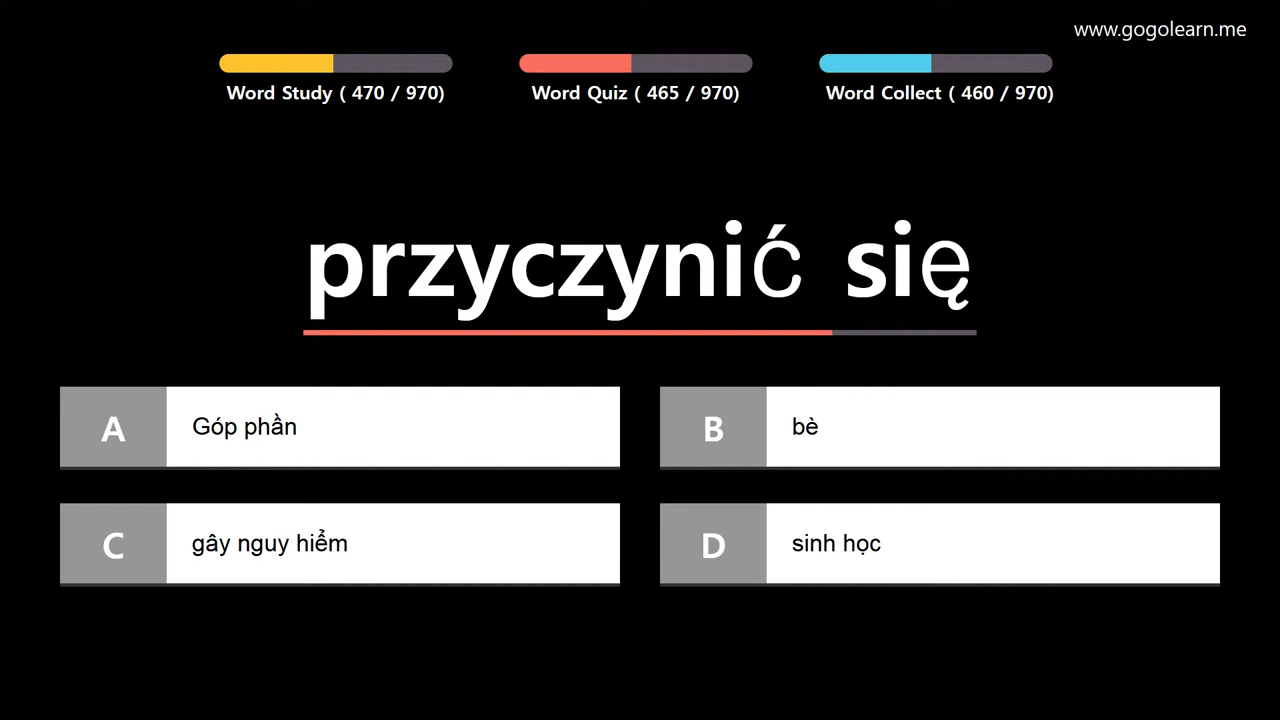 www.gogolearn.me
Word Study ( 470 / 970)
Word Quiz ( 465 / 970)
Word Collect ( 460 / 970)
przyczynić się
A Góp phần
B bè
C gây nguy hiểm
D sinh học